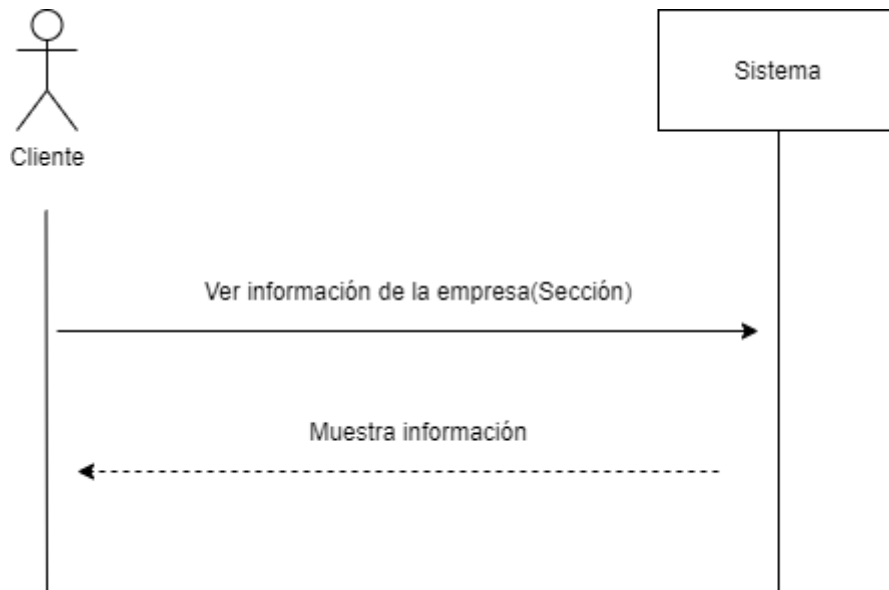 Sistema
Cliente
Ver información de la empresa(Sección)
Muestra información